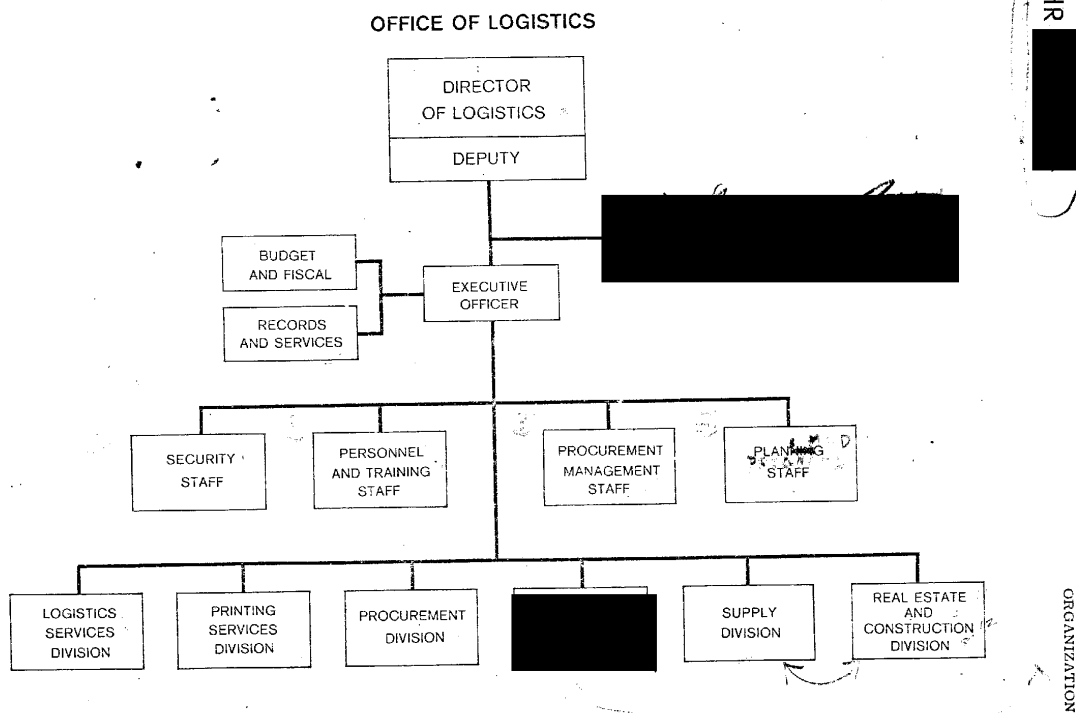 OFFICE OF LOGISTICS
HR
DIRECTOR
OF LOGISTICS
DEPUTY
BUDGET
AND FISCAL
EXECUTIVE
OFFICER
RECORDS
AND SERVICES
SECURITY
STAFF
PERSONNEL
AND TRAINING
STAFF
PROCUREMENT
MANAGEMENT
STAFF
PLANNING
STAFF
LOGISTICS
SERVICES
DIVISION
PRINTING
SERVICES
DIVISION
PROCUREMENT
DIVISION
SUPPLY
DIVISION
REAL ESTATE
AND
CONSTRUCTION
DIVISION
ORGANIZATION